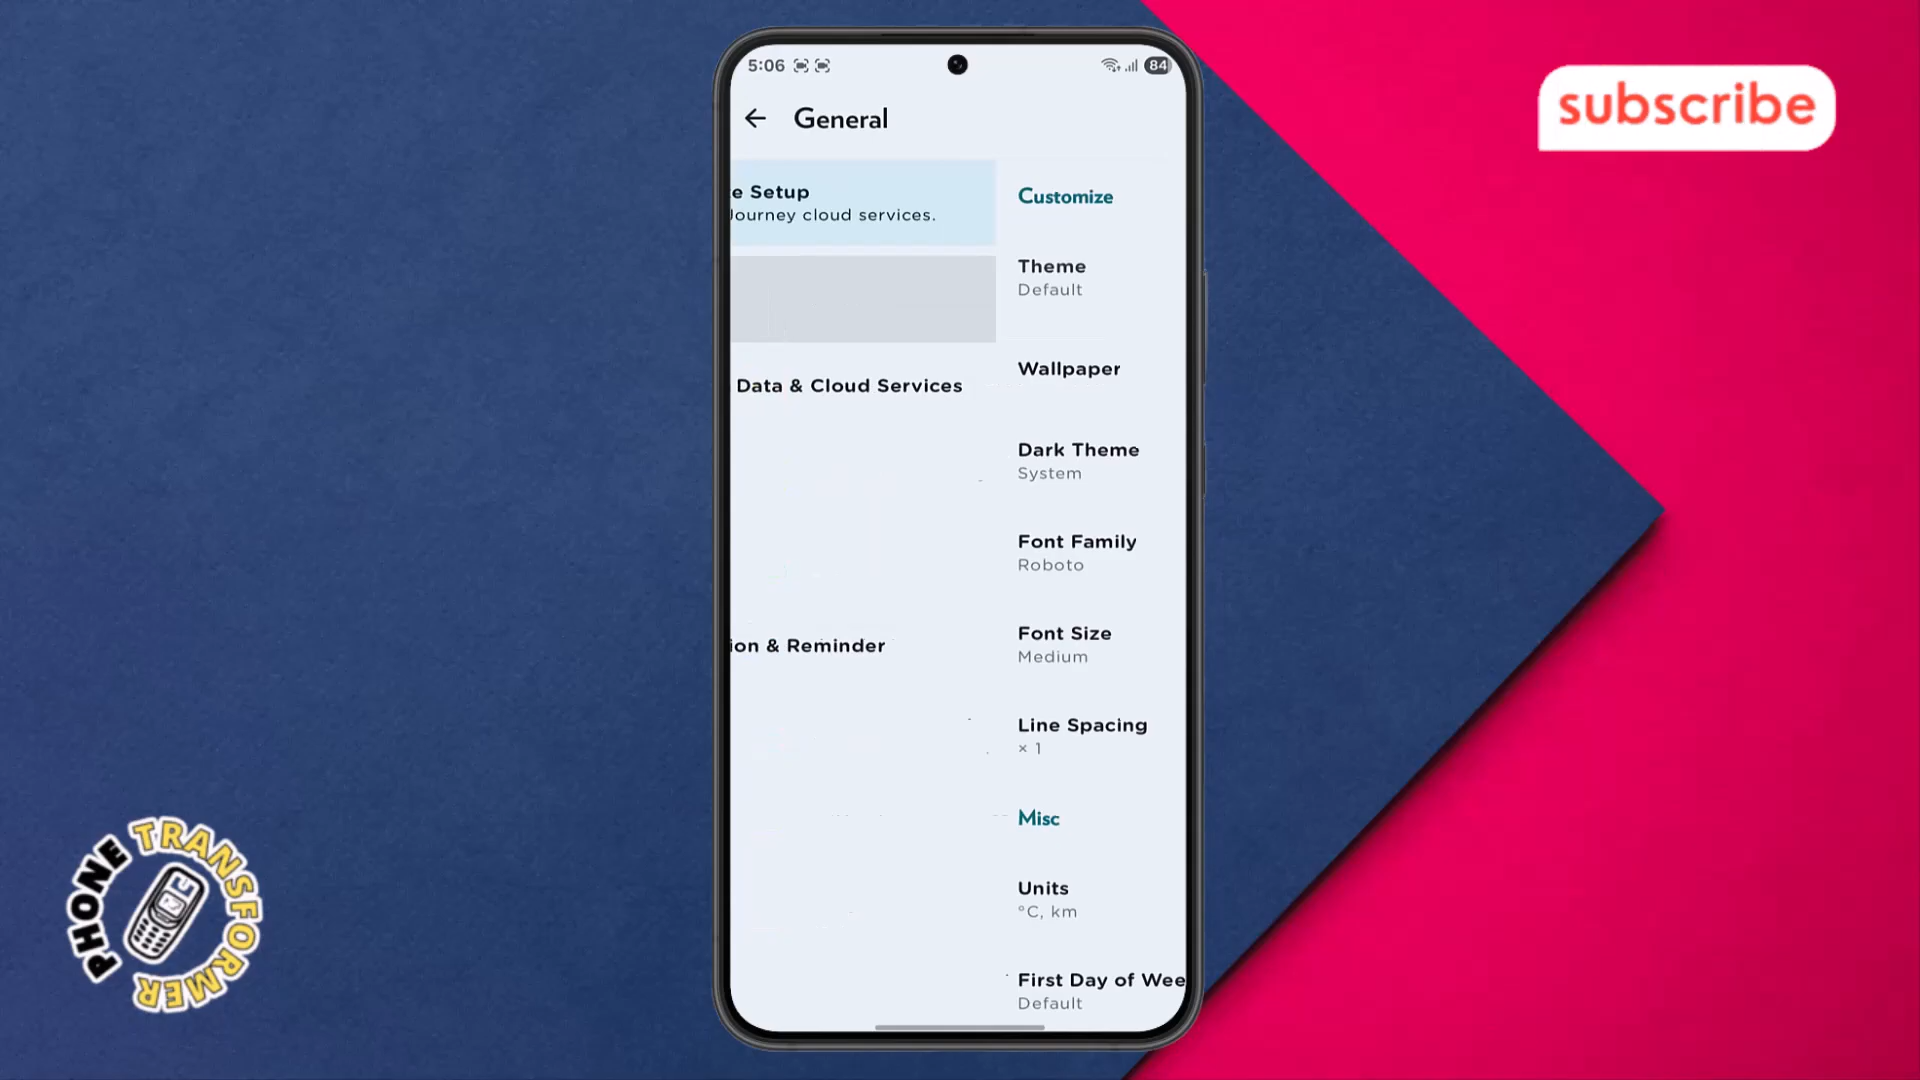 5:06
84
General
e Setup
Journey cloud services.
Data & Cloud Services
ion & Reminder
Customize
Theme
Default
Wallpaper
Dark Theme
System
Font Family
Roboto
Font Size
Medium
Line Spacing
× 1
Misc
Units
°C, km
First Day of Wee
Default
subscribe
PHONE TRANSFORMER